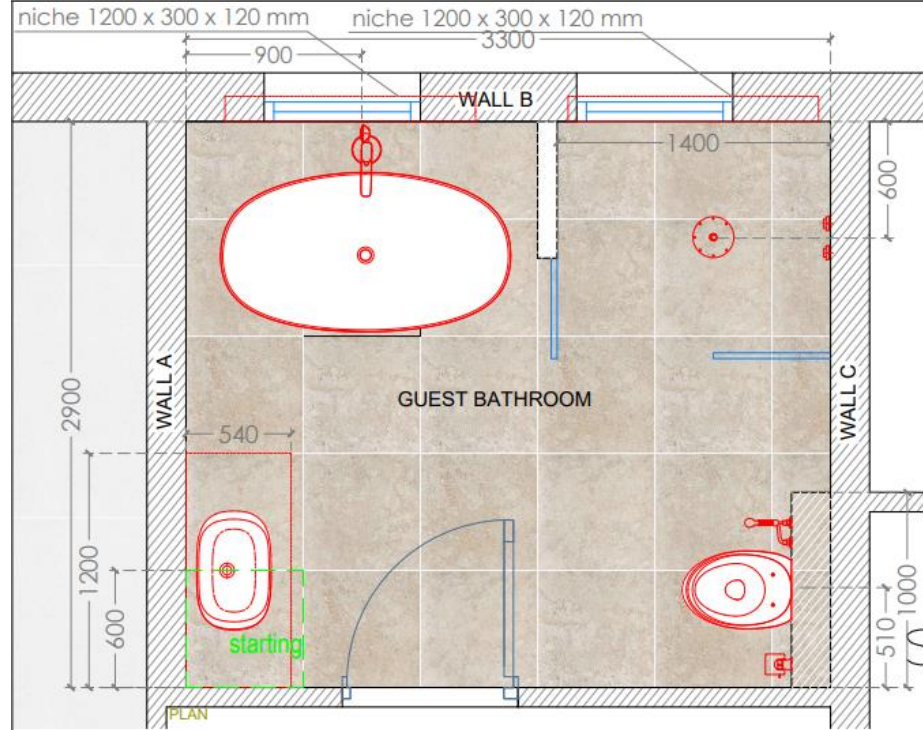 niche 1200 x 300 x 120 mm
niche 1200 x 300 x 120 mm
3300
900
WALL B
1400
600
WALL A
2900
GUEST BATHROOM
WALL C
540
1200
600
starting
1000
510
PLAN